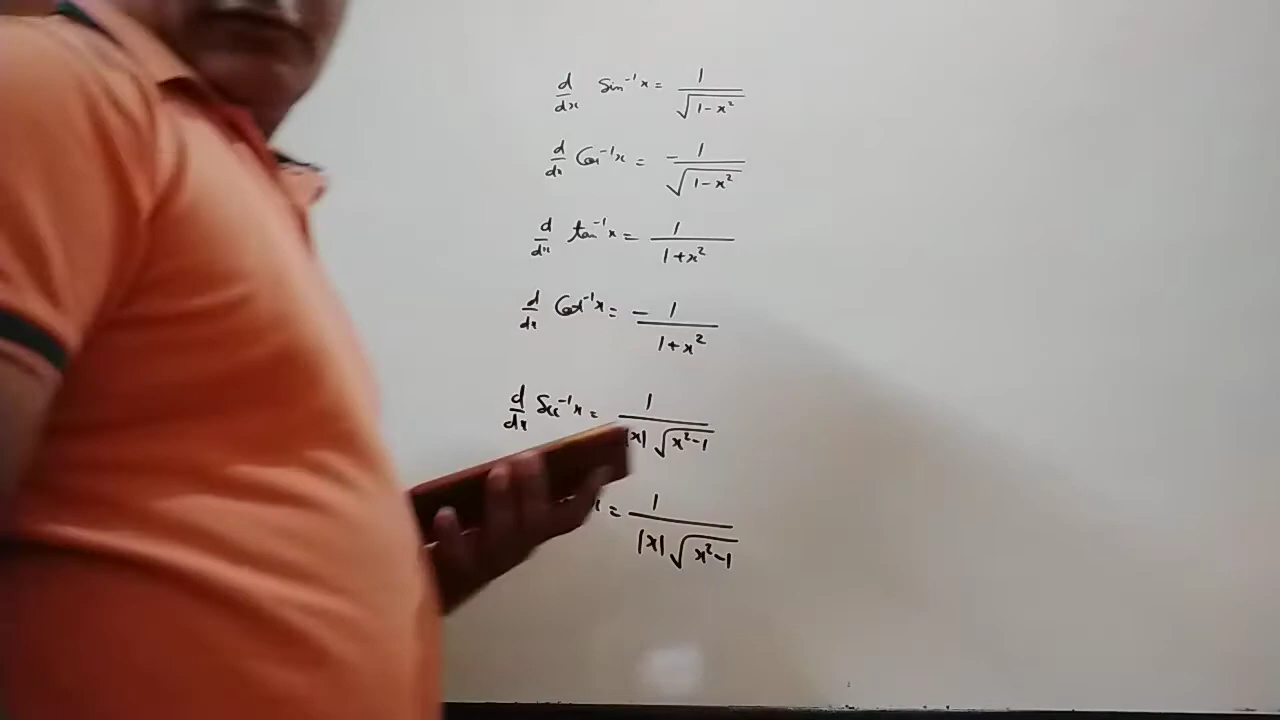 d/dx Sin⁻¹x = 1/√(1-x²)
d/dx Cos⁻¹x = -1/√(1-x²)
d/dx tan⁻¹x = 1/(1+x²)
d/dx Cot⁻¹x = -1/(1+x²)
d/dx Sec⁻¹x = 1/(|x|√(x²-1))
x = 1/(|x|√(x²-1))